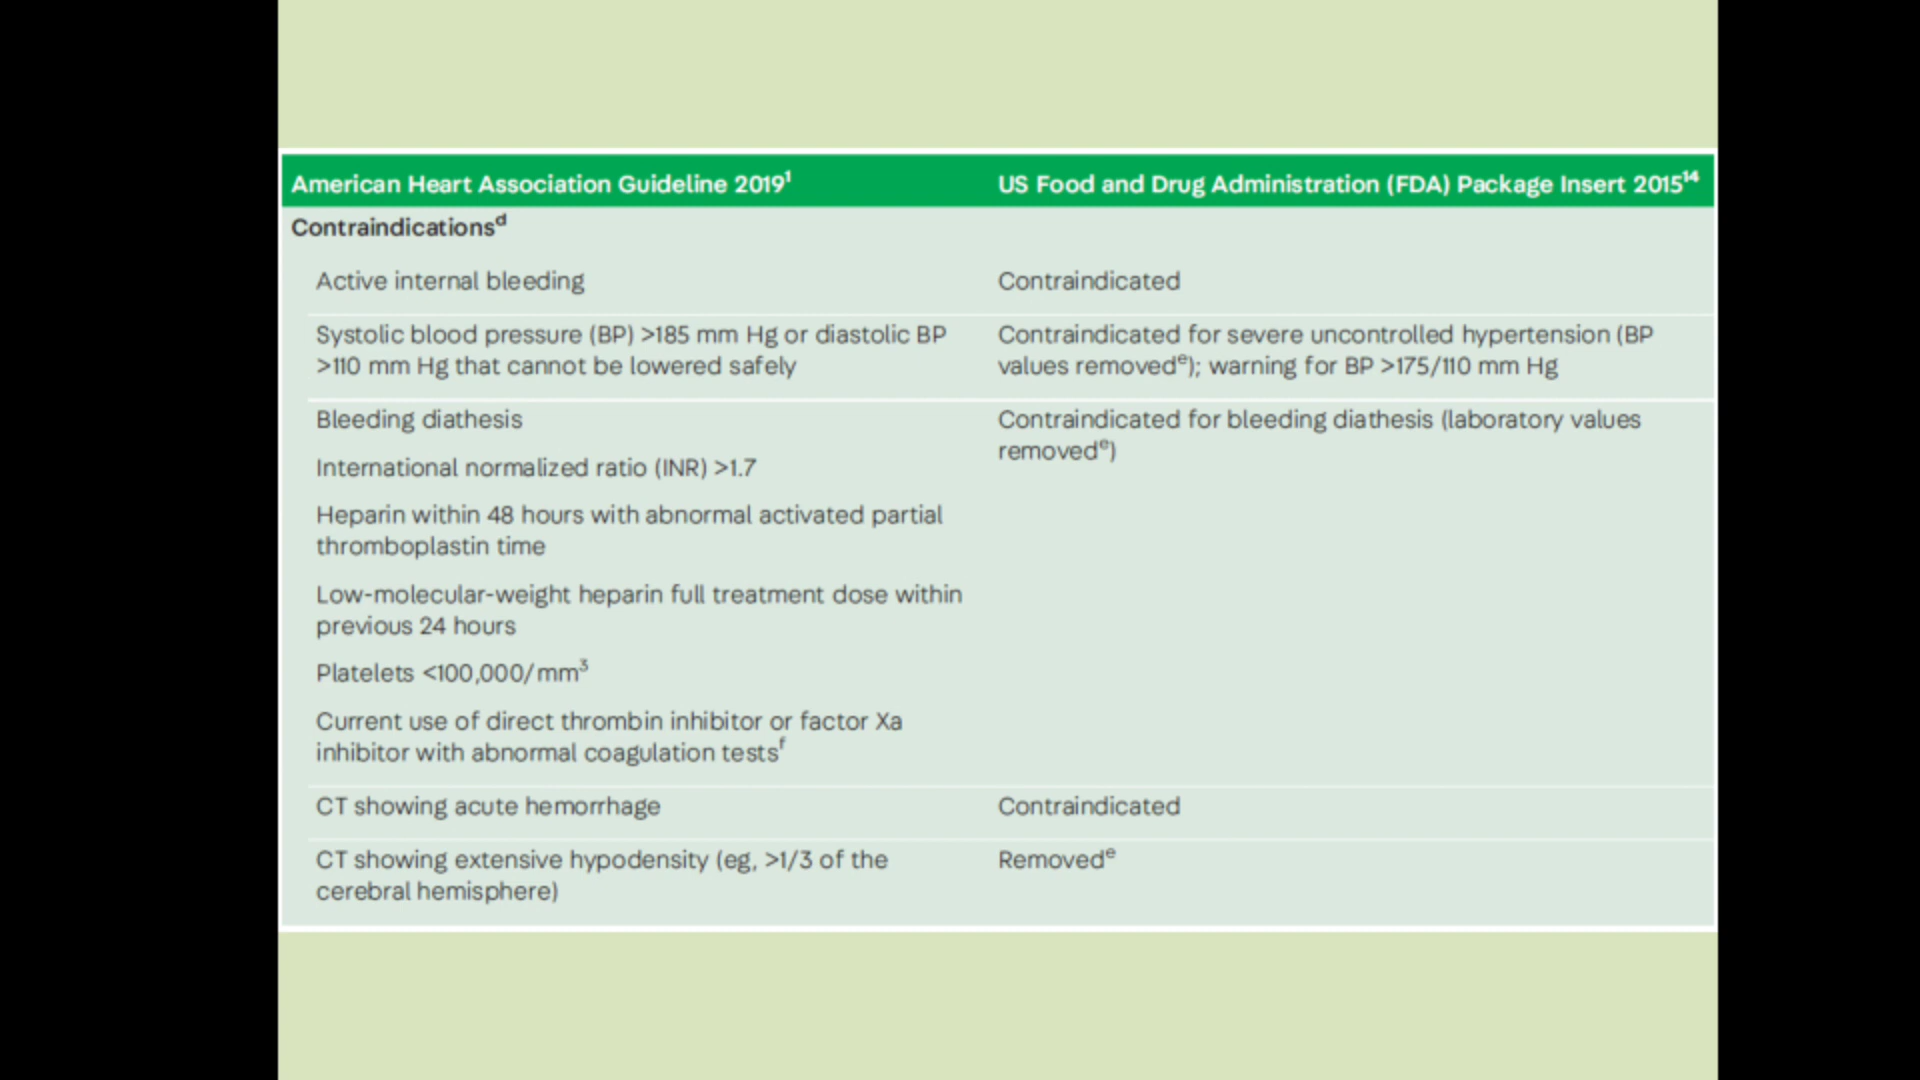 American Heart Association Guideline 2019¹ US Food and Drug Administration (FDA) Package Insert 2015¹⁴
Contraindicationsᵈ
Active internal bleeding Contraindicated
Systolic blood pressure (BP) >185 mm Hg or diastolic BP
>110 mm Hg that cannot be lowered safely
Contraindicated for severe uncontrolled hypertension (BP
values removedᵉ); warning for BP >175/110 mm Hg
Bleeding diathesis
International normalized ratio (INR) >1.7
Heparin within 48 hours with abnormal activated partial
thromboplastin time
Low-molecular-weight heparin full treatment dose within
previous 24 hours
Platelets <100,000/mm³
Current use of direct thrombin inhibitor or factor Xa
inhibitor with abnormal coagulation testsᶠ
Contraindicated for bleeding diathesis (laboratory values
removedᵉ)
CT showing acute hemorrhage Contraindicated
CT showing extensive hypodensity (eg, >1/3 of the
cerebral hemisphere)
Removedᵉ